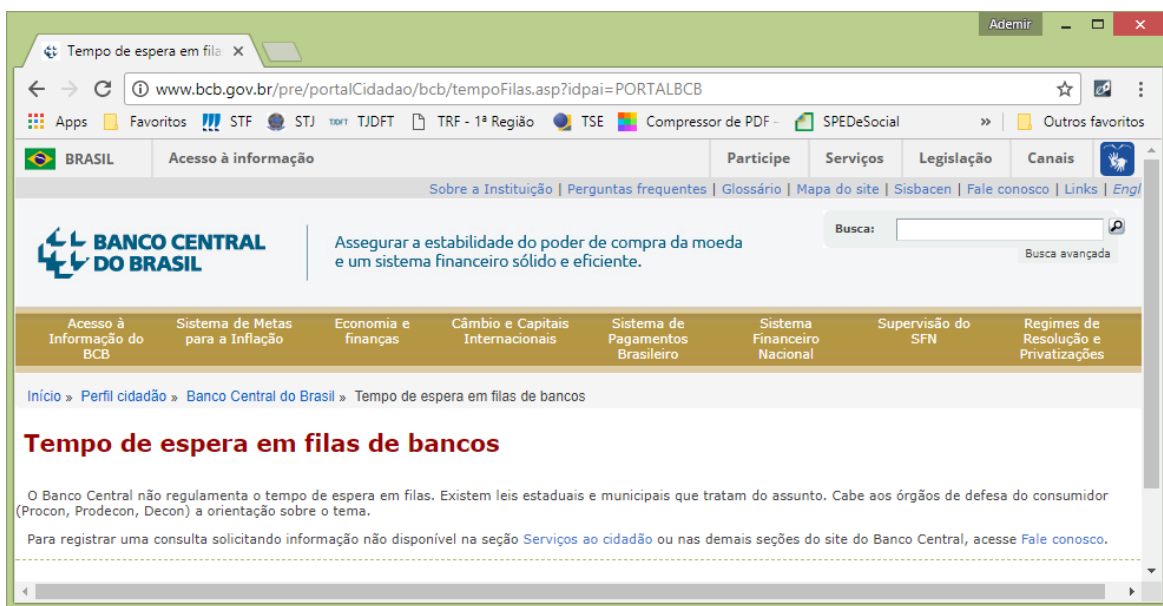 Ademir
Tempo de espera em fila
www.bcb.gov.br/pre/portalCidadao/bcb/tempoFilas.asp?idpai=PORTALBCB
Apps Favoritos STF STJ TJDFT TRF - 1ª Região TSE Compressor de PDF - SPEDeSocial » Outros favoritos
BRASIL Acesso à informação Participe Serviços Legislação Canais
Sobre a Instituição | Perguntas frequentes | Glossário | Mapa do site | Sisbacen | Fale conosco | Links | Engl
BANCO CENTRAL
DO BRASIL
Assegurar a estabilidade do poder de compra da moeda
e um sistema financeiro sólido e eficiente.
Busca:
Busca avançada
Acesso à
Informação do
BCB
Sistema de Metas
para a Inflação
Economia e
finanças
Câmbio e Capitais
Internacionais
Sistema de
Pagamentos
Brasileiro
Sistema
Financeiro
Nacional
Supervisão do
SFN
Regimes de
Resolução e
Privatizações
Início » Perfil cidadão » Banco Central do Brasil » Tempo de espera em filas de bancos
Tempo de espera em filas de bancos
O Banco Central não regulamenta o tempo de espera em filas. Existem leis estaduais e municipais que tratam do assunto. Cabe aos órgãos de defesa do consumidor
(Procon, Prodecon, Decon) a orientação sobre o tema.
Para registrar uma consulta solicitando informação não disponível na seção Serviços ao cidadão ou nas demais seções do site do Banco Central, acesse Fale conosco.